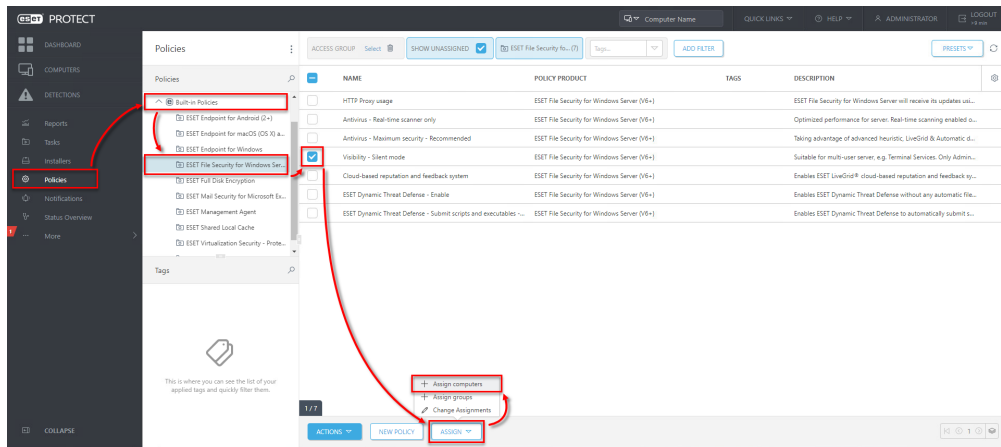 eset PROTECT
Computer Name
QUICK LINKS
HELP
ADMINISTRATOR
LOGOUT
>9 min
DASHBOARD
COMPUTERS
DETECTIONS
Reports
Tasks
Installers
Policies
Notifications
Status Overview
More
COLLAPSE
Policies
Policies
Built-in Policies
ESET Endpoint for Android (2+)
ESET Endpoint for macOS (OS X) a...
ESET Endpoint for Windows
ESET File Security for Windows Ser...
ESET Full Disk Encryption
ESET Mail Security for Microsoft Ex...
ESET Management Agent
ESET Shared Local Cache
ESET Virtualization Security - Prote...
Tags
This is where you can see the list of your
applied tags and quickly filter them.
ACCESS GROUP Select
SHOW UNASSIGNED
ESET File Security fo... (7)
Tags...
ADD FILTER
PRESETS
NAME POLICY PRODUCT TAGS DESCRIPTION
HTTP Proxy usage ESET File Security for Windows Server (V6+) ESET File Security for Windows Server will receive its updates usi...
Antivirus - Real-time scanner only ESET File Security for Windows Server (V6+) Optimized performance for server. Real-time scanning enabled o...
Antivirus - Maximum security - Recommended ESET File Security for Windows Server (V6+) Taking advantage of advanced heuristic, LiveGrid & Automatic d...
Visibility - Silent mode ESET File Security for Windows Server (V6+) Suitable for multi-user server. e.g. Terminal Services. Only Admin...
Cloud-based reputation and feedback system ESET File Security for Windows Server (V6+) Enables ESET LiveGrid® cloud-based reputation and feedback sy...
ESET Dynamic Threat Defense - Enable ESET File Security for Windows Server (V6+) Enables ESET Dynamic Threat Defense without any automatic file...
ESET Dynamic Threat Defense - Submit scripts and executables -... ESET File Security for Windows Server (V6+) Enables ESET Dynamic Threat Defense to automatically submit s...
Assign computers
Assign groups
Change Assignments
1 / 7
ACTIONS
NEW POLICY
ASSIGN
1